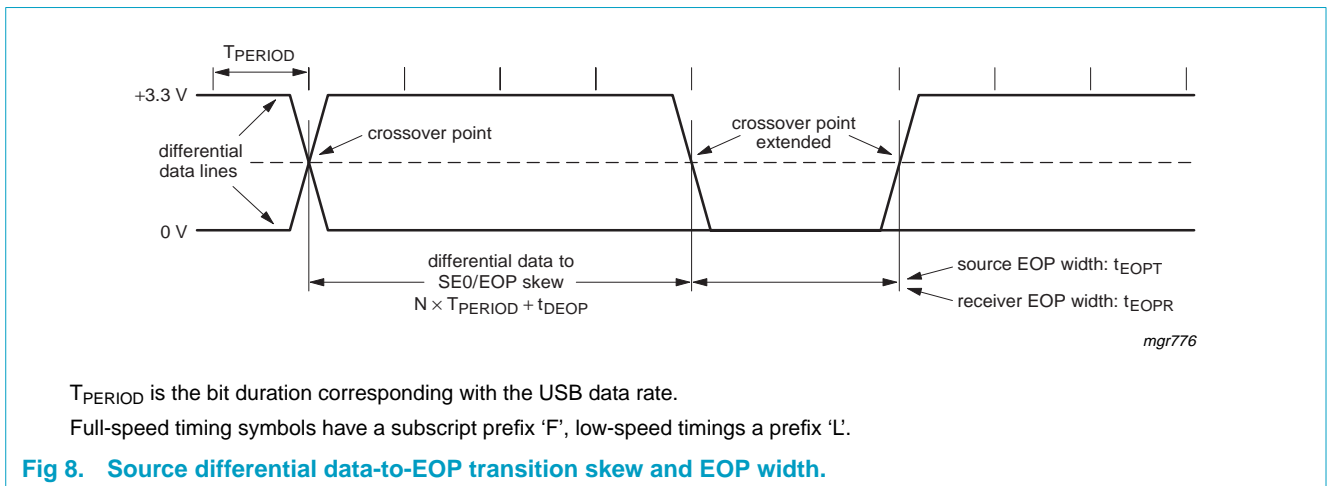 TPERIOD
+3.3 V
crossover point
crossover point
extended
differential
data lines
0 V
differential data to
SE0/EOP skew
N × TPERIOD + tDEOP
source EOP width: tEOPT
receiver EOP width: tEOPR
mgr776
TPERIOD is the bit duration corresponding with the USB data rate.
Full-speed timing symbols have a subscript prefix ‘F’, low-speed timings a prefix ‘L’.
Fig 8. Source differential data-to-EOP transition skew and EOP width.